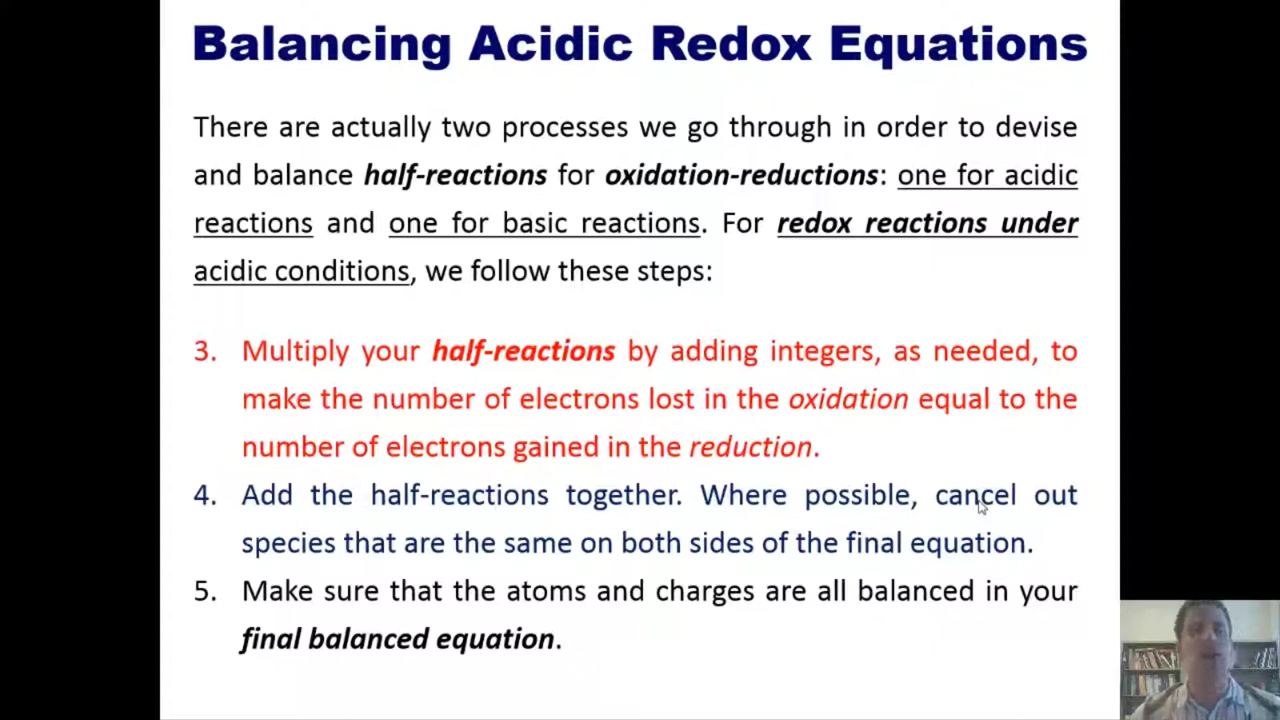 Balancing Acidic Redox Equations
There are actually two processes we go through in order to devise
and balance half-reactions for oxidation-reductions: one for acidic
reactions and one for basic reactions. For redox reactions under
acidic conditions, we follow these steps:
3. Multiply your half-reactions by adding integers, as needed, to
make the number of electrons lost in the oxidation equal to the
number of electrons gained in the reduction.
4. Add the half-reactions together. Where possible, cancel out
species that are the same on both sides of the final equation.
5. Make sure that the atoms and charges are all balanced in your
final balanced equation.